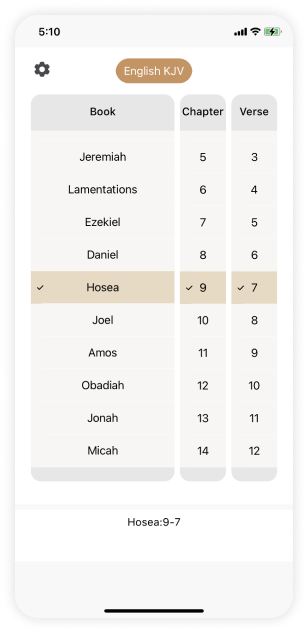 5:10
English KJV
Book Chapter Verse
Jeremiah 5 3
Lamentations 6 4
Ezekiel 7 5
Daniel 8 6
✓ Hosea ✓ 9 ✓ 7
Joel 10 8
Amos 11 9
Obadiah 12 10
Jonah 13 11
Micah 14 12
Hosea:9-7